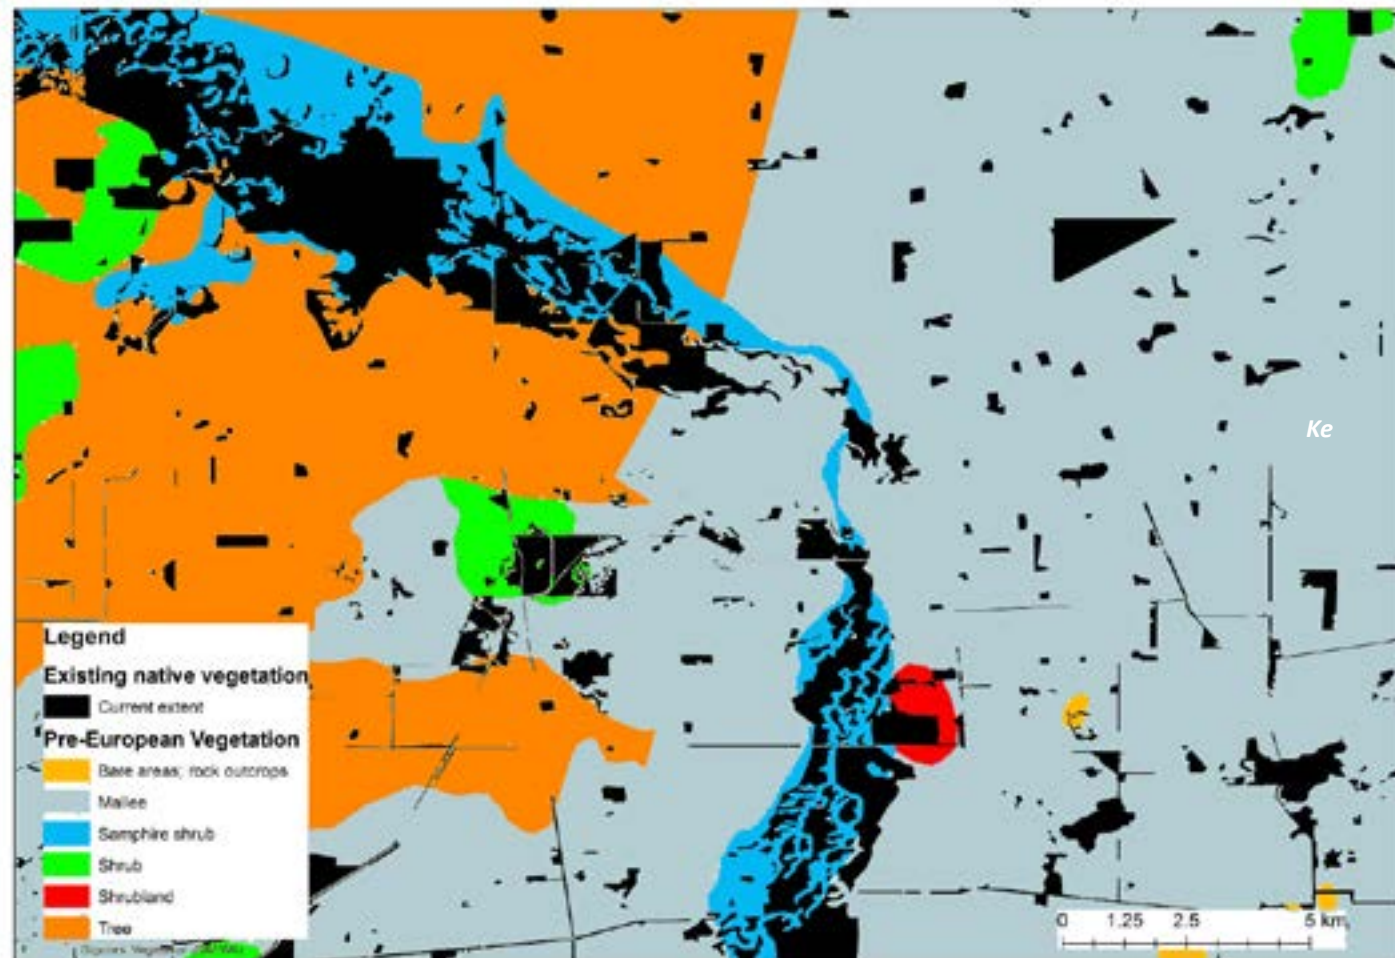 Ke
Legend
Existing native vegetation
Current extent
Pre-European Vegetation
Bare areas; rock outcrops
Mallee
Samphire shrub
Shrub
Shrubland
Tree
0 1.25 2.5 5 km